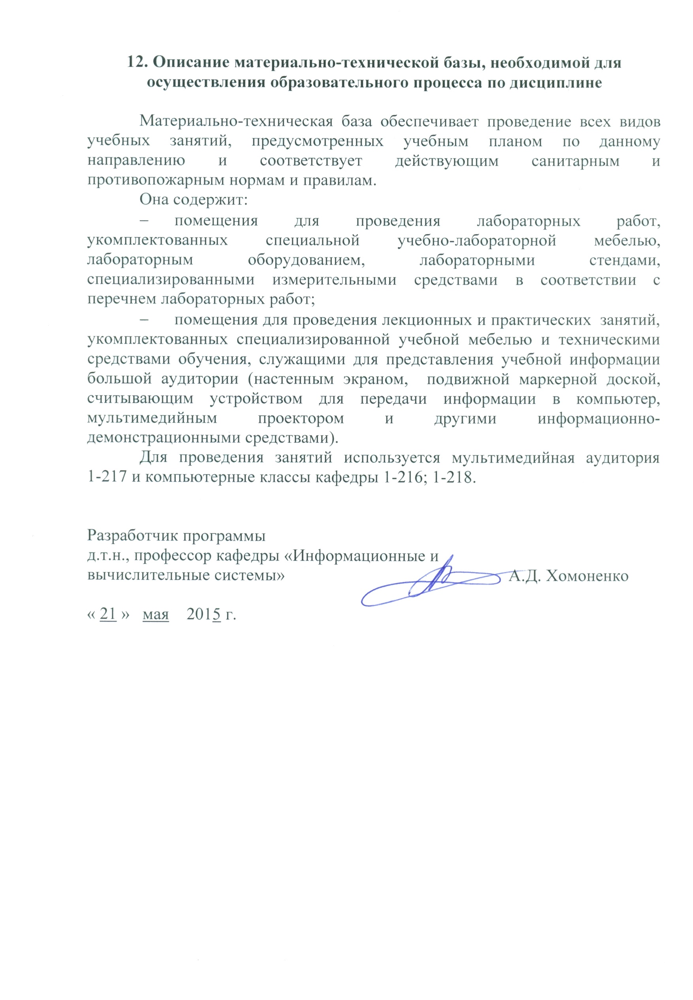 12. Описание материально-технической базы, необходимой для
осуществления образовательного процесса по дисциплине
Материально-техническая база обеспечивает проведение всех видов
учебных занятий, предусмотренных учебным планом по данному
направлению и соответствует действующим санитарным и
противопожарным нормам и правилам.
Она содержит:
– помещения для проведения лабораторных работ,
укомплектованных специальной учебно-лабораторной мебелью,
лабораторным оборудованием, лабораторными стендами,
специализированными измерительными средствами в соответствии с
перечнем лабораторных работ;
– помещения для проведения лекционных и практических занятий,
укомплектованных специализированной учебной мебелью и техническими
средствами обучения, служащими для представления учебной информации
большой аудитории (настенным экраном, подвижной маркерной доской,
считывающим устройством для передачи информации в компьютер,
мультимедийным проектором и другими информационно-
демонстрационными средствами).
Для проведения занятий используется мультимедийная аудитория
1-217 и компьютерные классы кафедры 1-216; 1-218.
Разработчик программы
д.т.н., профессор кафедры «Информационные и
вычислительные системы» А.Д. Хомоненко
« 21 » мая 2015 г.